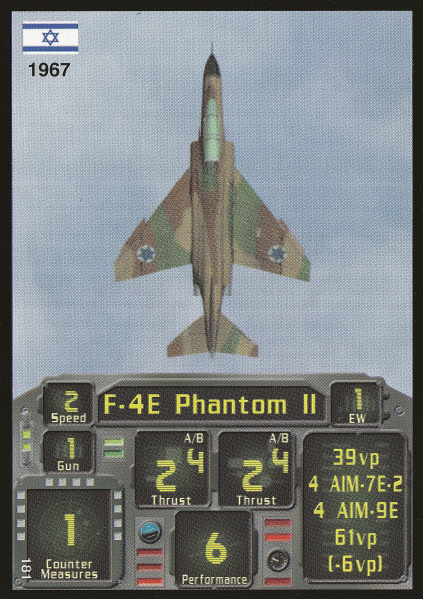 1967
2
Speed
F-4E Phantom II
1
EW
1
Gun
A/B
2 4
Thrust
A/B
2 4
Thrust
39vp
4 AIM-7E-2
4 AIM-9E
61vp
(-6vp)
1
Counter
Measures
6
Performance
181